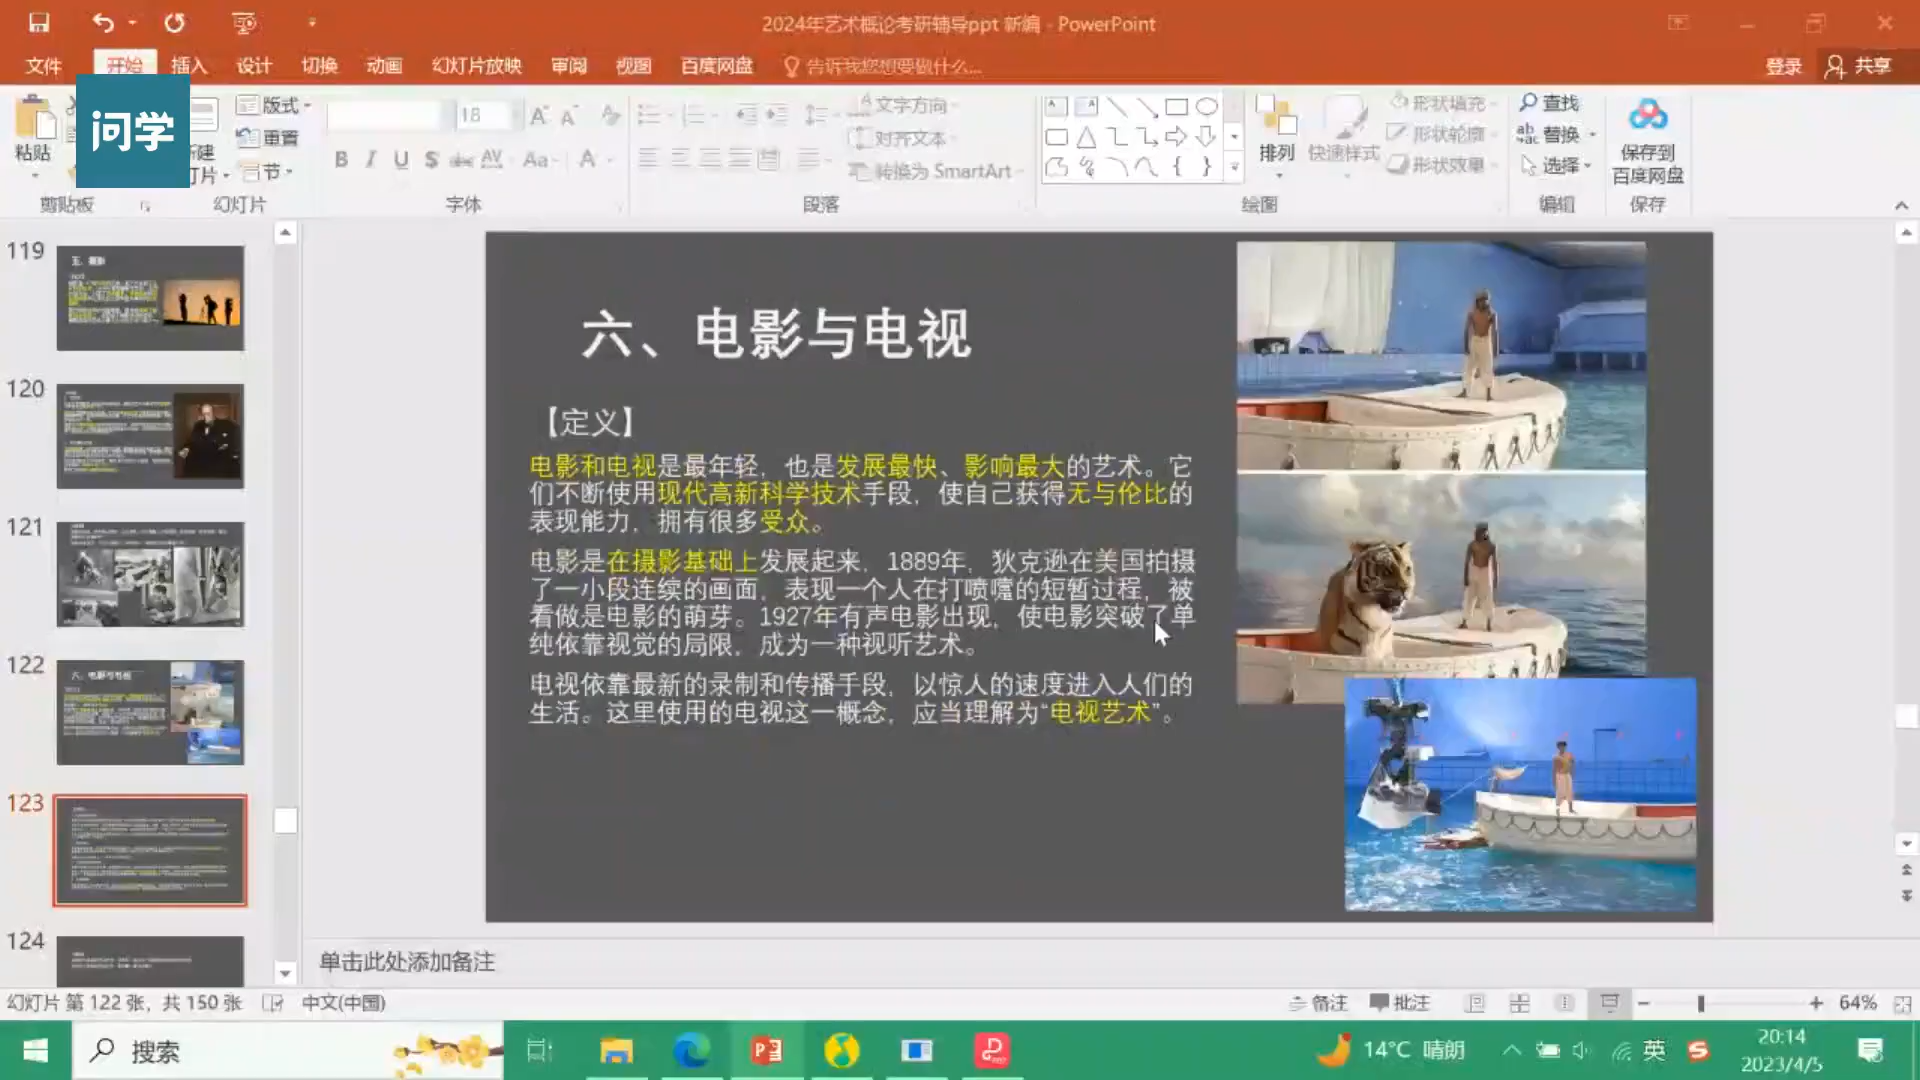 2024年艺术概论考研辅导ppt 新编 - PowerPoint
文件 开始 插入 设计 切换 动画 幻灯片放映 审阅 视图 百度网盘 告诉我您想要做什么... 登录 共享
问学
粘贴
版式
重置
节
18
文字方向
对齐文本
转换为 SmartArt
排列
快速样式
形状填充
形状轮廓
形状效果
查找
替换
选择
保存到
百度网盘
剪贴板 幻灯片 字体 段落 绘图 编辑 保存
119
120
121
122
123
124
六、电影与电视
【定义】
电影和电视是最年轻，也是发展最快、影响最大的艺术。它
们不断使用现代高新科学技术手段，使自己获得无与伦比的
表现能力，拥有很多受众。
电影是在摄影基础上发展起来，1889年，狄克逊在美国拍摄
了一小段连续的画面，表现一个人在打喷嚏的短暂过程，被
看做是电影的萌芽。1927年有声电影出现，使电影突破了单
纯依靠视觉的局限，成为一种视听艺术。
电视依靠最新的录制和传播手段，以惊人的速度进入人们的
生活。这里使用的电视这一概念，应当理解为“电视艺术”。
单击此处添加备注
幻灯片 第 122 张，共 150 张 中文(中国) 备注 批注 64%
搜索 14°C 晴朗 英 20:14
2023/4/5